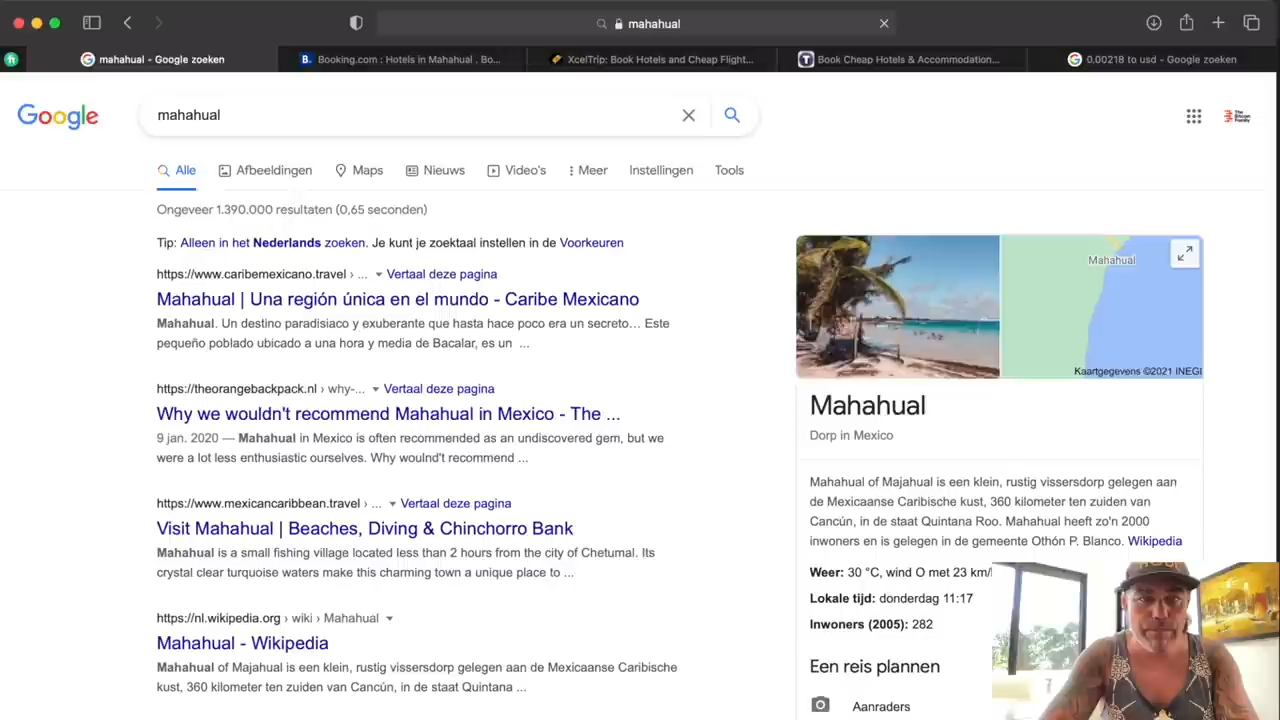 mahahual
mahahual - Google zoeken
Booking.com : Hotels in Mahahual . Bo...
XcelTrip: Book Hotels and Cheap Flight...
Book Cheap Hotels & Accommodation...
0,00218 to usd - Google zoeken
Google
mahahual
The
Bitcoin
Family
Alle
Afbeeldingen
Maps
Nieuws
Video's
Meer
Instellingen
Tools
Ongeveer 1.390.000 resultaten (0,65 seconden)
Tip: Alleen in het Nederlands zoeken. Je kunt je zoektaal instellen in de Voorkeuren
https://www.caribemexicano.travel › ... Vertaal deze pagina
Mahahual | Una región única en el mundo - Caribe Mexicano
Mahahual. Un destino paradisiaco y exuberante que hasta hace poco era un secreto… Este
pequeño poblado ubicado a una hora y media de Bacalar, es un ...
https://theorangebackpack.nl › why-... Vertaal deze pagina
Why we wouldn't recommend Mahahual in Mexico - The ...
9 jan. 2020 — Mahahual in Mexico is often recommended as an undiscovered gem, but we
were a lot less enthusiastic ourselves. Why woulnd't recommend ...
https://www.mexicancaribbean.travel › ... Vertaal deze pagina
Visit Mahahual | Beaches, Diving & Chinchorro Bank
Mahahual is a small fishing village located less than 2 hours from the city of Chetumal. Its
crystal clear turquoise waters make this charming town a unique place to ...
https://nl.wikipedia.org › wiki › Mahahual
Mahahual - Wikipedia
Mahahual of Majahual is een klein, rustig vissersdorp gelegen aan de Mexicaanse Caribische
kust, 360 kilometer ten zuiden van Cancún, in de staat Quintana ...
Mahahual
Kaartgegevens ©2021 INEGI
Mahahual
Dorp in Mexico
Mahahual of Majahual is een klein, rustig vissersdorp gelegen aan
de Mexicaanse Caribische kust, 360 kilometer ten zuiden van
Cancún, in de staat Quintana Roo. Mahahual heeft zo'n 2000
inwoners en is gelegen in de gemeente Othón P. Blanco. Wikipedia
Weer: 30 °C, wind O met 23 km/
Lokale tijd: donderdag 11:17
Inwoners (2005): 282
Een reis plannen
Aanraders